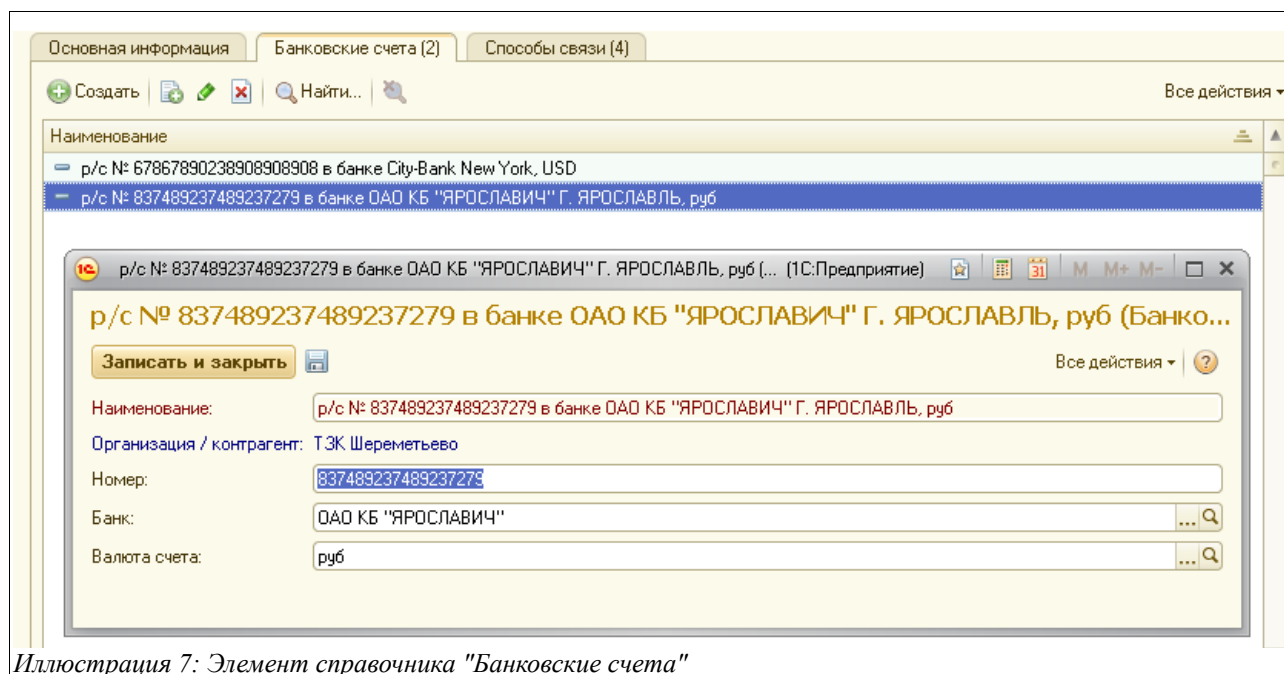 Основная информация Банковские счета (2) Способы связи (4)
Создать Найти... Все действия
Наименование
р/с № 67867890238908908908 в банке City-Bank New York, USD
р/с № 837489237489237279 в банке ОАО КБ "ЯРОСЛАВИЧ" Г. ЯРОСЛАВЛЬ, руб
1С р/с № 837489237489237279 в банке ОАО КБ "ЯРОСЛАВИЧ" Г. ЯРОСЛАВЛЬ, руб (... (1С:Предприятие) 31 M M+ M-
р/с № 837489237489237279 в банке ОАО КБ "ЯРОСЛАВИЧ" Г. ЯРОСЛАВЛЬ, руб (Банко...
Записать и закрыть Все действия ?
Наименование: р/с № 837489237489237279 в банке ОАО КБ "ЯРОСЛАВИЧ" Г. ЯРОСЛАВЛЬ, руб
Организация / контрагент: ТЗК Шереметьево
Номер: 837489237489237279
Банк: ОАО КБ "ЯРОСЛАВИЧ" ...
Валюта счета: руб ...
Иллюстрация 7: Элемент справочника "Банковские счета"